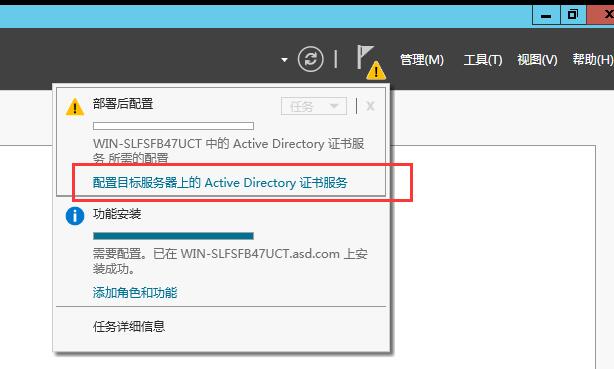 管理(M) 工具(T) 视图(V) 帮助(H)
部署后配置 任务 X
WIN-SLFSFB47UCT 中的 Active Directory 证书服
务 所需的配置
配置目标服务器上的 Active Directory 证书服务
功能安装
需要配置。已在 WIN-SLFSFB47UCT.asd.com 上安
装成功。
添加角色和功能
任务详细信息